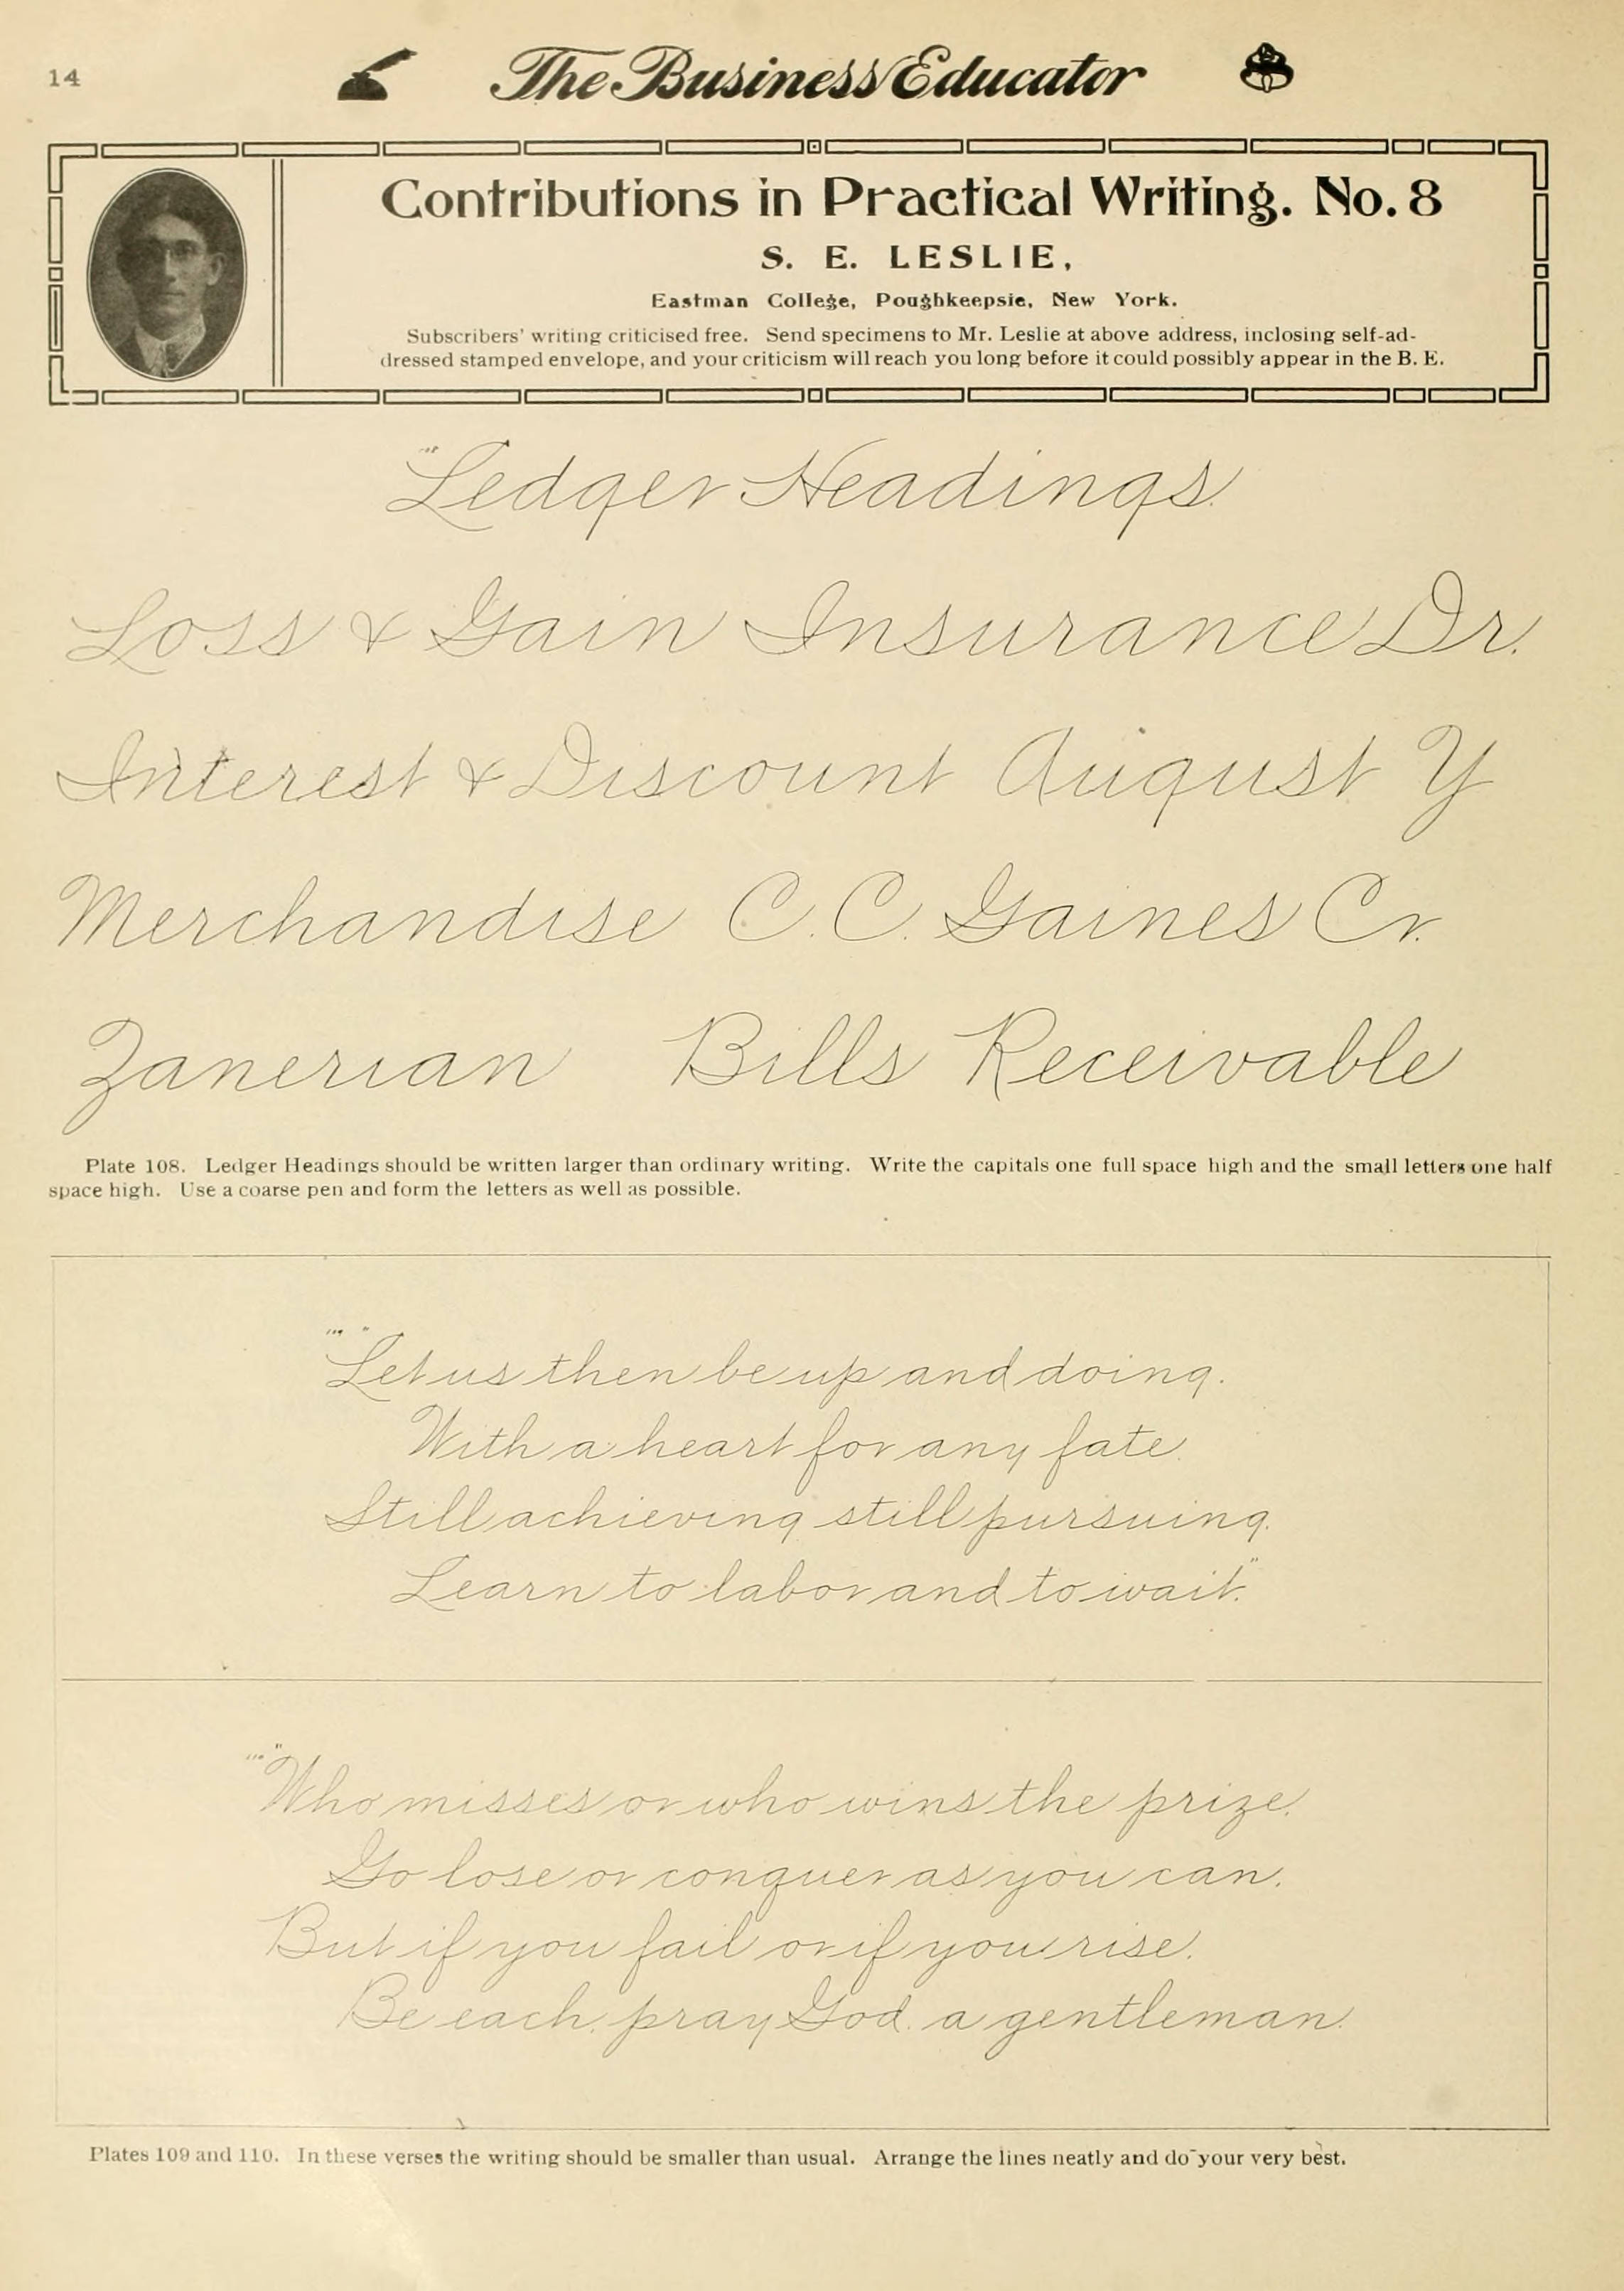 14
The Business Educator
Contributions in Practical Writing. No. 8
S. E. LESLIE,
Eastman College, Poughkeepsie, New York.
Subscribers' writing criticised free. Send specimens to Mr. Leslie at above address, inclosing self-ad-
dressed stamped envelope, and your criticism will reach you long before it could possibly appear in the B. E.
Ledger Headings.
Loss & Gain Insurance Dr.
Interest & Discount August Y
Merchandise C. C. Gaines Cr.
Zanerian Bills Receivable
Plate 108. Ledger Headings should be written larger than ordinary writing. Write the capitals one full space high and the small letters one half
space high. Use a coarse pen and form the letters as well as possible.
"Let us then be up and doing.
With a heart for any fate.
Still achieving still pursuing.
Learn to labor and to wait."
"Who misses or who wins the prize.
Go lose or conquer as you can.
But if you fail or if you rise.
Be each, pray God. a gentleman.
Plates 109 and 110. In these verses the writing should be smaller than usual. Arrange the lines neatly and do your very best.